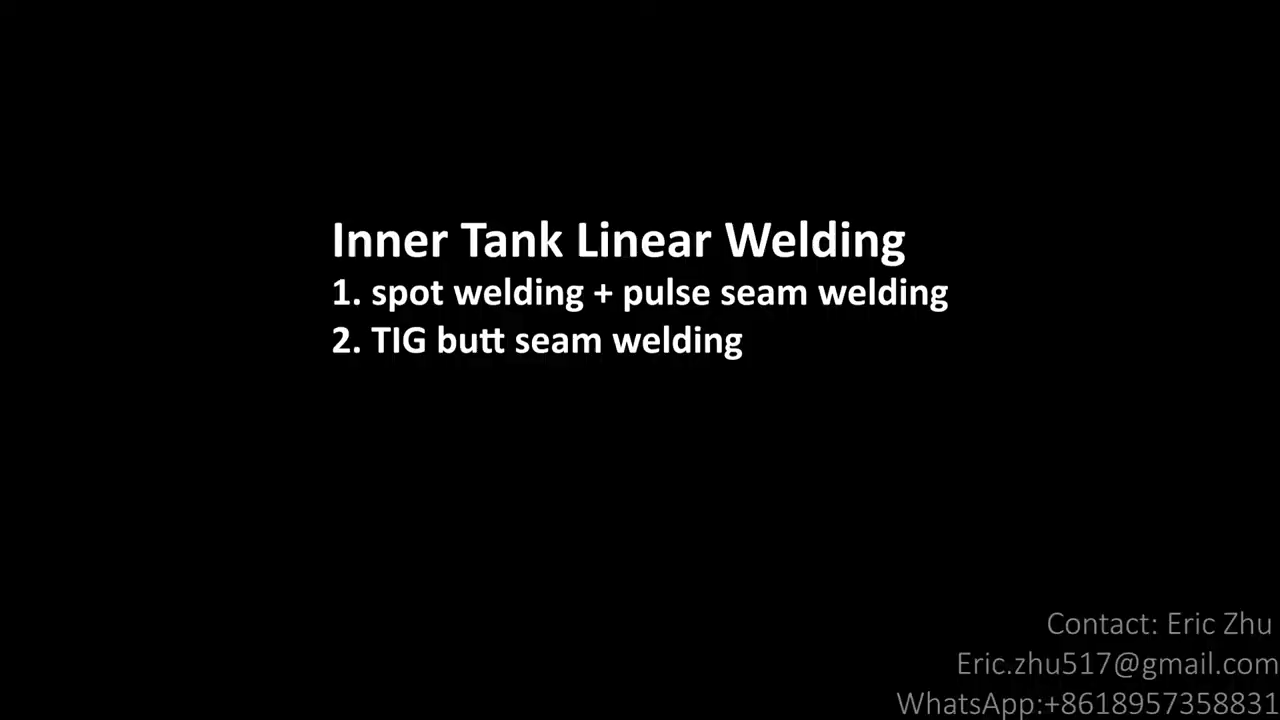 Inner Tank Linear Welding
1. spot welding + pulse seam welding
2. TIG butt seam welding
Contact: Eric Zhu
Eric.zhu517@gmail.com
WhatsApp:+8618957358831